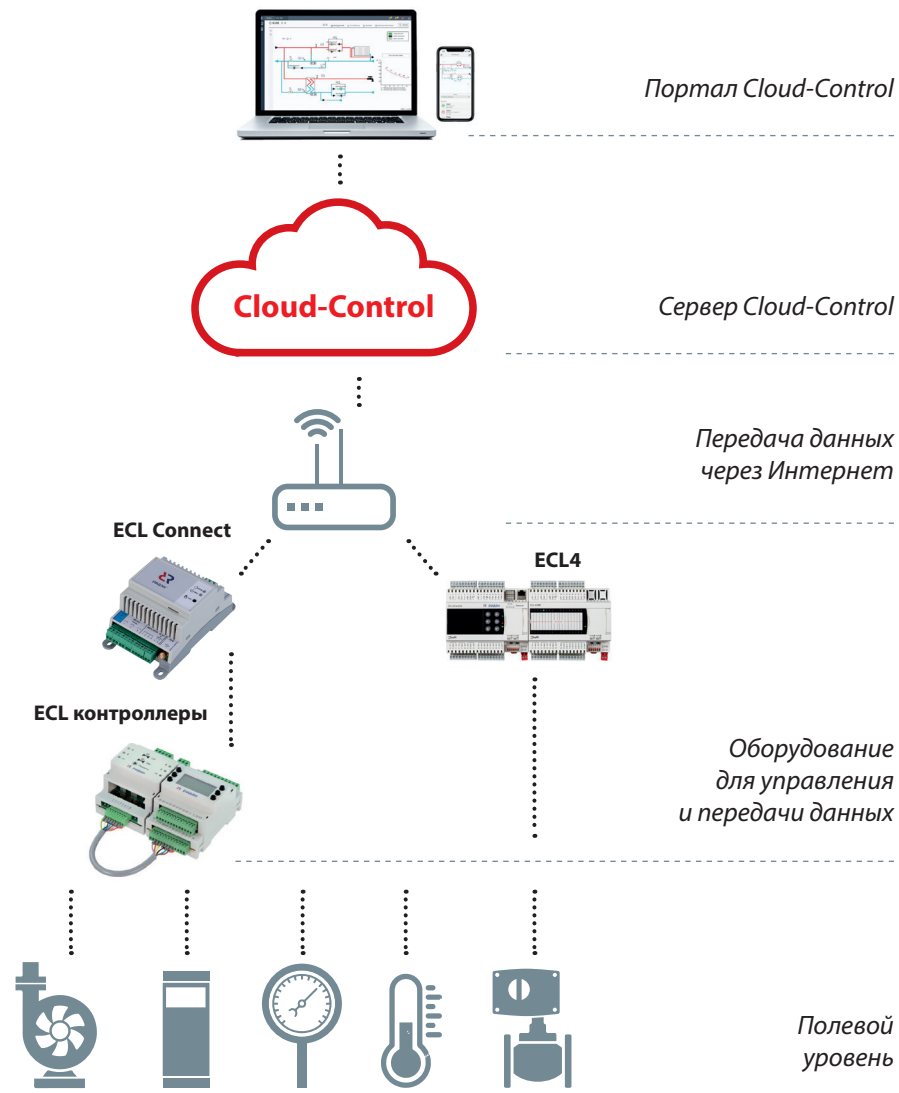 Портал Cloud-Control
Cloud-Control
Сервер Cloud-Control
Передача данных
через Интернет
ECL Connect
ECL4
ECL контроллеры
Оборудование
для управления
и передачи данных
Полевой
уровень